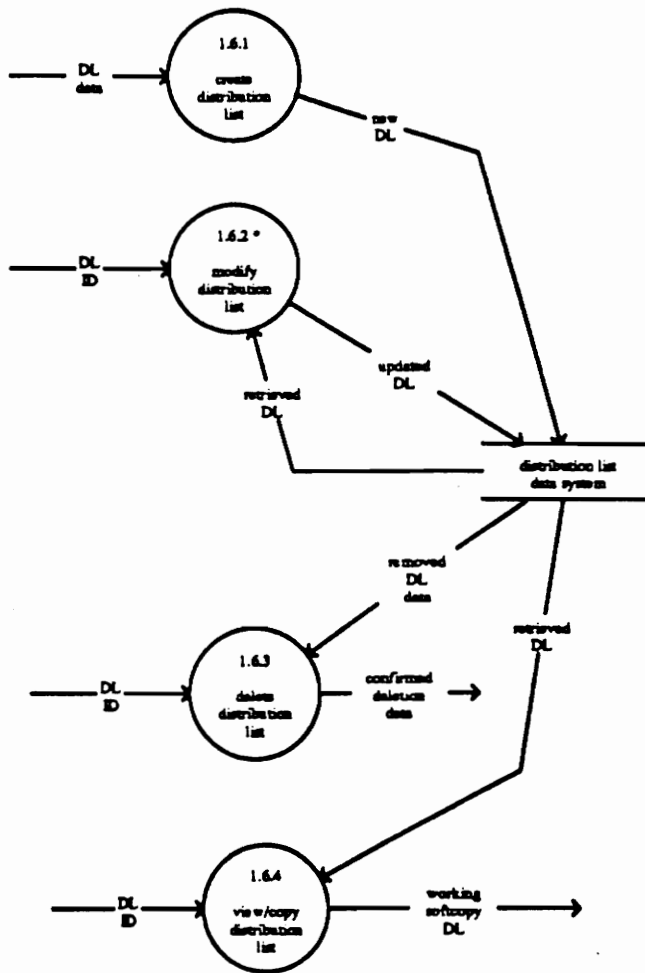 1.6.1
create
distribution
list
DL
data
new
DL
1.6.2 *
modify
distribution
list
DL
ID
updated
DL
retrieved
DL
distribution list
data system
removed
DL
data
retrieved
DL
1.6.3
delete
distribution
list
DL
ID
confirmed
deletion
data
1.6.4
view/copy
distribution
list
DL
ID
working
softcopy
DL